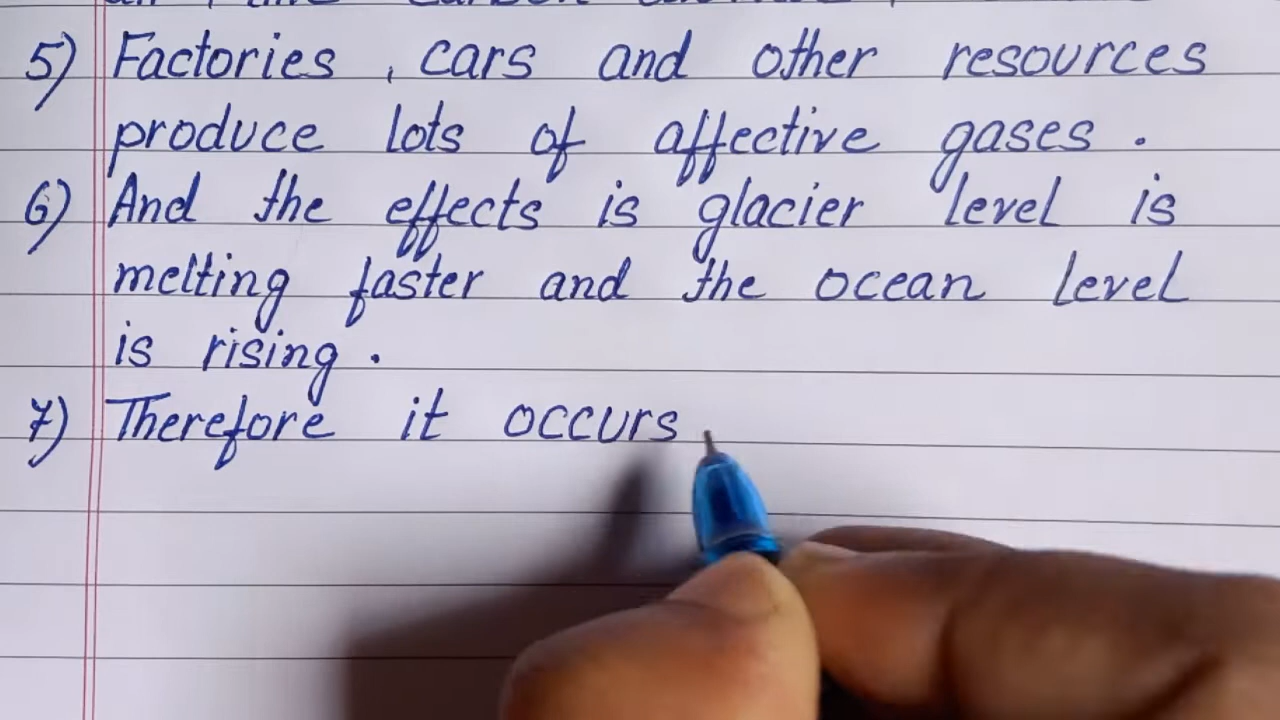 5) Factories, cars and other resources
produce lots of affective gases.
6) And the effects is glacier level is
melting faster and the ocean level
is rising.
7) Therefore it occurs